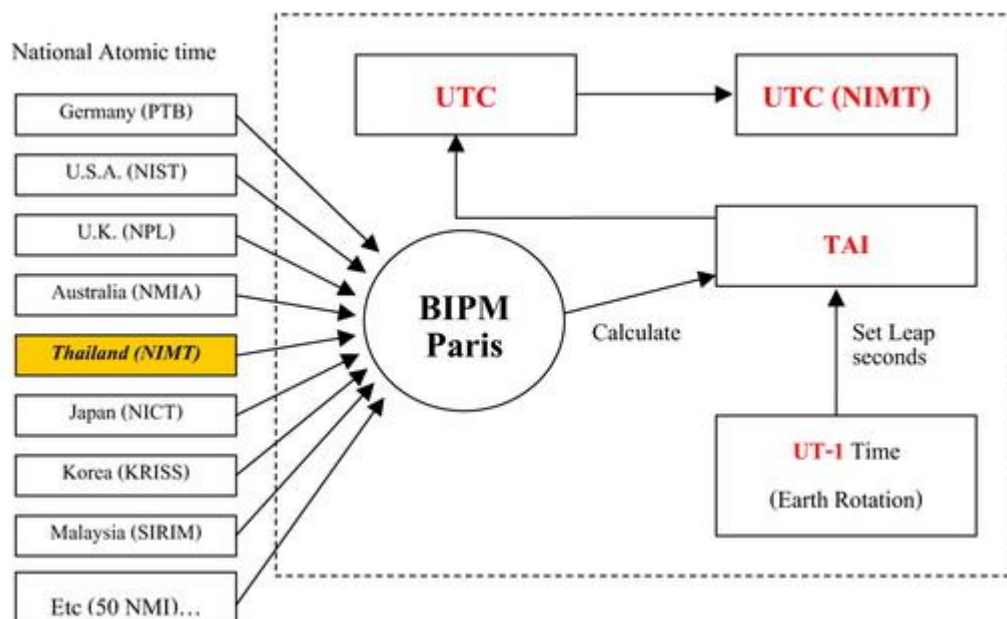 National Atomic time
Germany (PTB)
U.S.A. (NIST)
U.K. (NPL)
Australia (NMIA)
Thailand (NIMT)
Japan (NICT)
Korea (KRISS)
Malaysia (SIRIM)
Etc (50 NMI)...
BIPM
Paris
UTC
UTC (NIMT)
TAI
Calculate
Set Leap
seconds
UT-1 Time
(Earth Rotation)